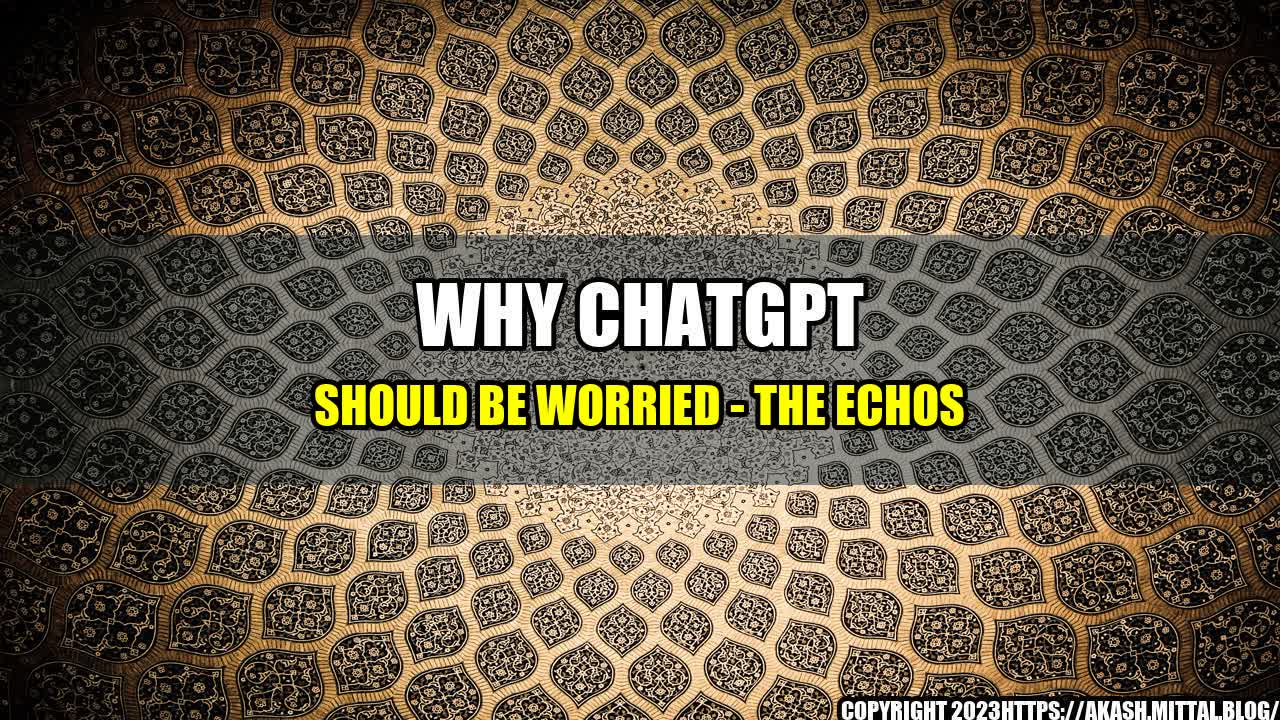 WHY CHATGPT
SHOULD BE WORRIED - THE ECHOS
COPYRIGHT 2023HTTPS://AKASH.MITTAL.BLOG/